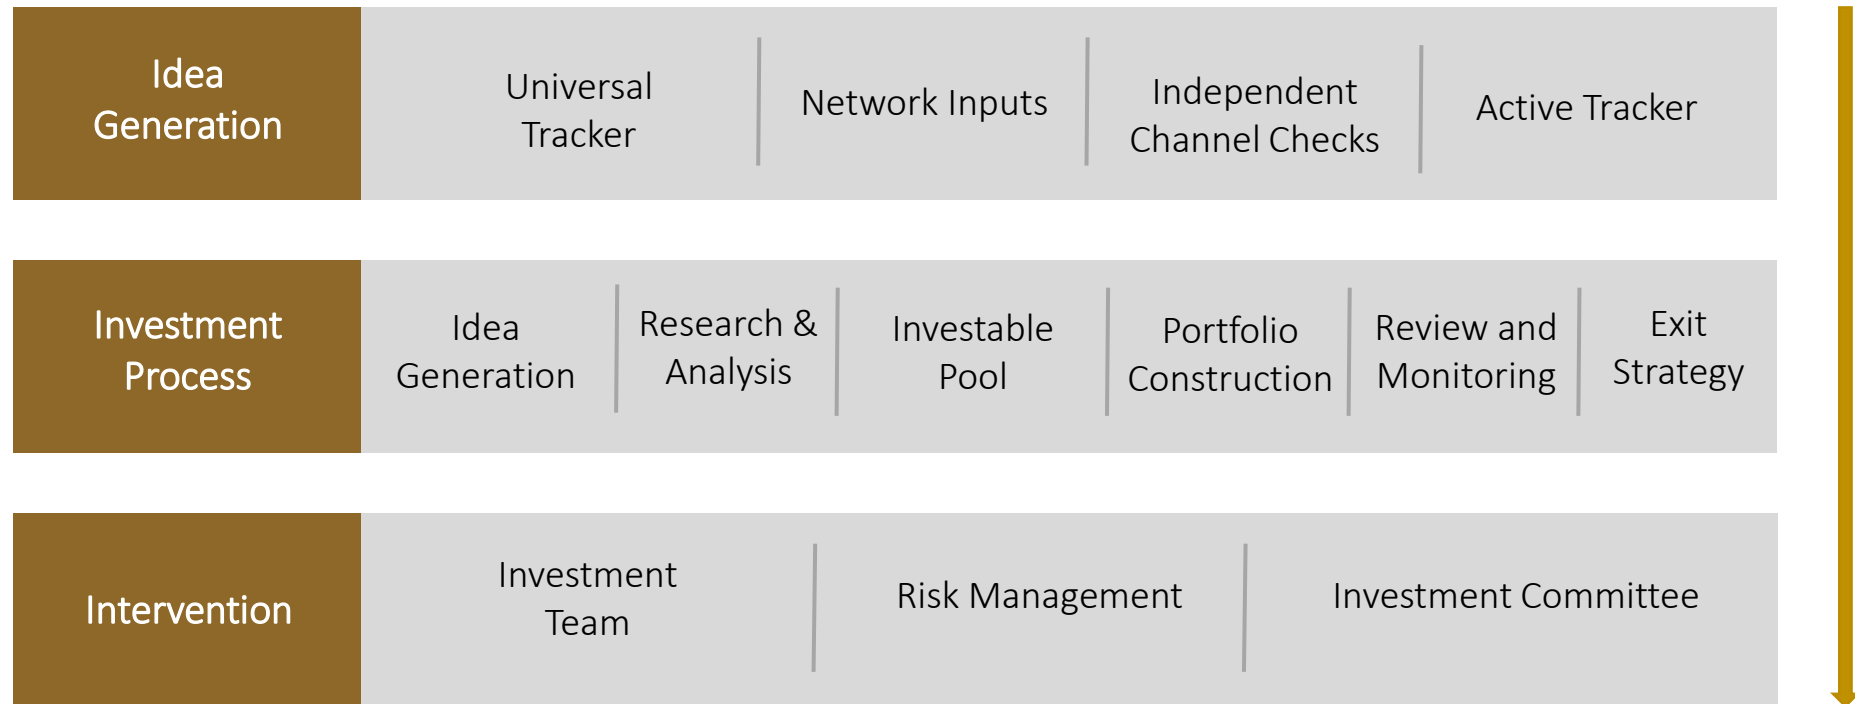 Idea
Generation
Universal
Tracker
Network Inputs
Independent
Channel Checks
Active Tracker
Investment
Process
Idea
Generation
Research &
Analysis
Investable
Pool
Portfolio
Construction
Review and
Monitoring
Exit
Strategy
Intervention
Investment
Team
Risk Management
Investment Committee